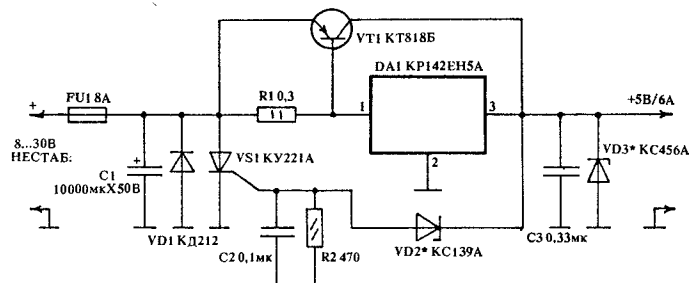 VT1 КТ818Б
DA1 КР142ЕН5А
+
FU1 8А
R1 0,3
1
3
+5В/6А
8...30В
НЕСТАБ.
+
C1
10000мкХ50В
VS1 КУ221А
2
VD3* КС456А
VD1 КД212
C2 0,1мк
R2 470
VD2* КС139А
C3 0,33мк